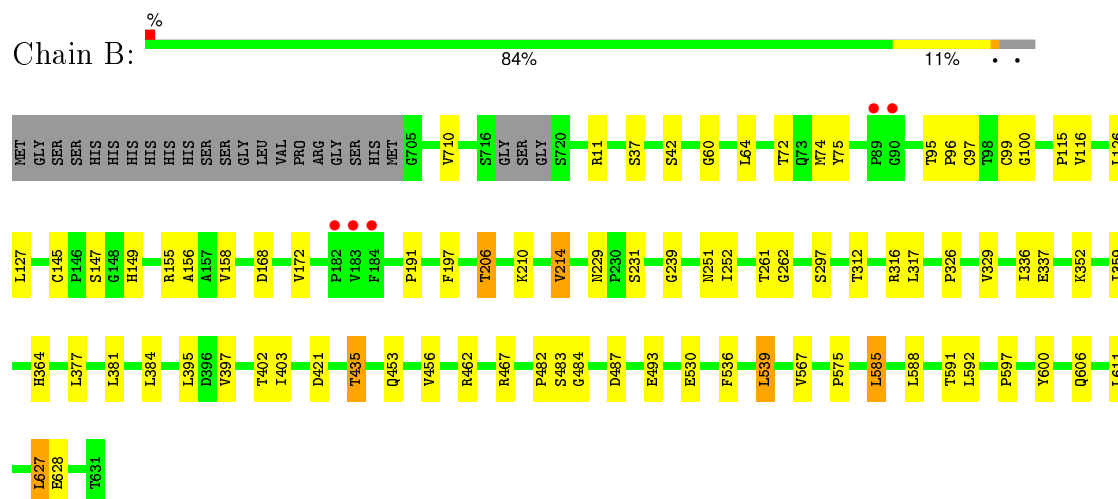 %
Chain B:
84% 11% • •
MET GLY SER SER HIS HIS HIS HIS HIS HIS SER SER GLY LEU VAL PRO ARG GLY SER HIS MET G705 V710 S716 GLY SER GLY S720 R11 S37 S42 G60 L64 T72 Q73 M74 Y75 P89 G90 T95 P96 C97 T98 C99 G100 P115 V116
L127 C145 P146 S147 G148 H149 R155 A156 A157 V158 D168 V172 P182 V183 F184 P191 F197 T206 K210 V214 N229 P230 S231 G239 N251 I252 T261 G262 S297 T312 R316 L317 P326 V329 I336 E337 K352
H364 L377 L381 L384 L395 D396 V397 T402 I403 D421 T435 Q453 V456 R462 R467 P482 S483 G484 D487 E493 E530 F536 L539 V567 P575 L585 L588 T591 L592 P597 Y600 Q606
L627 E628 T631